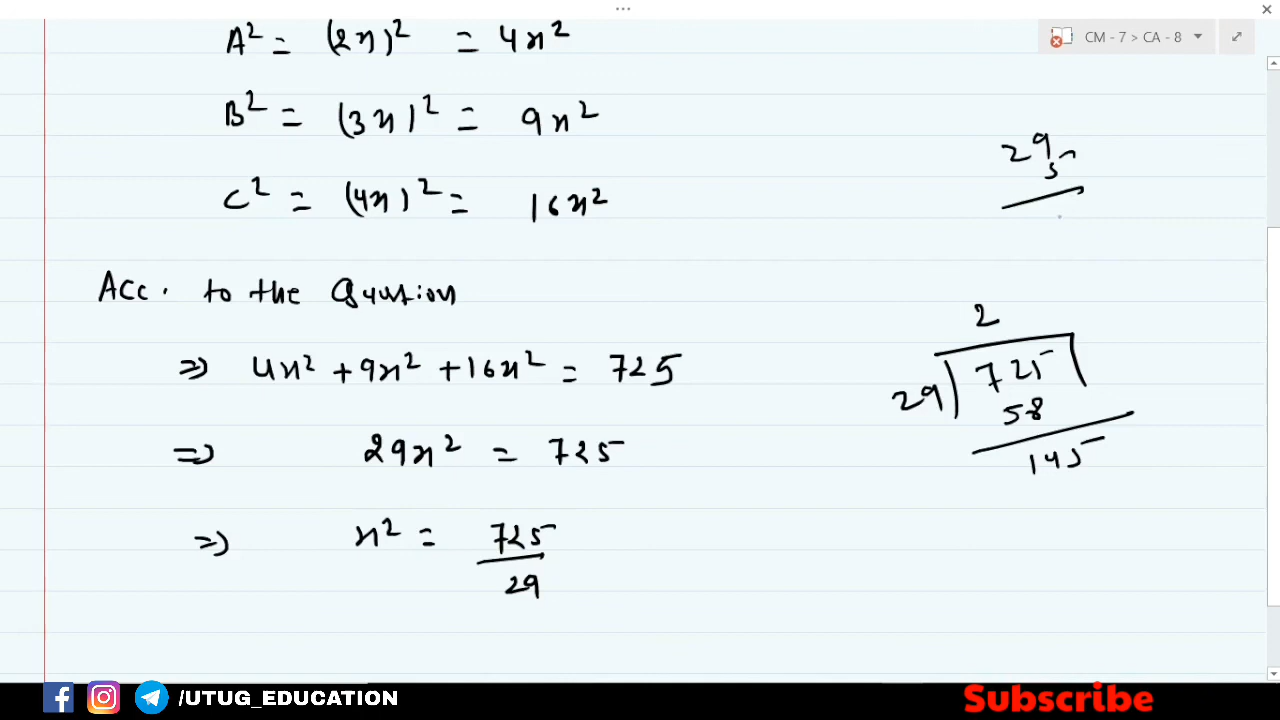 CM - 7 > CA - 8
A² = (2x)² = 4x²
B² = (3x)² = 9x²
C² = (4x)² = 16x²
29
5
Acc. to the Question
⇒ 4x² + 9x² + 16x² = 725
⇒ 29x² = 725
⇒ x² = 725
29
2
29 ) 725
58
145
/UTUG_EDUCATION
Subscribe